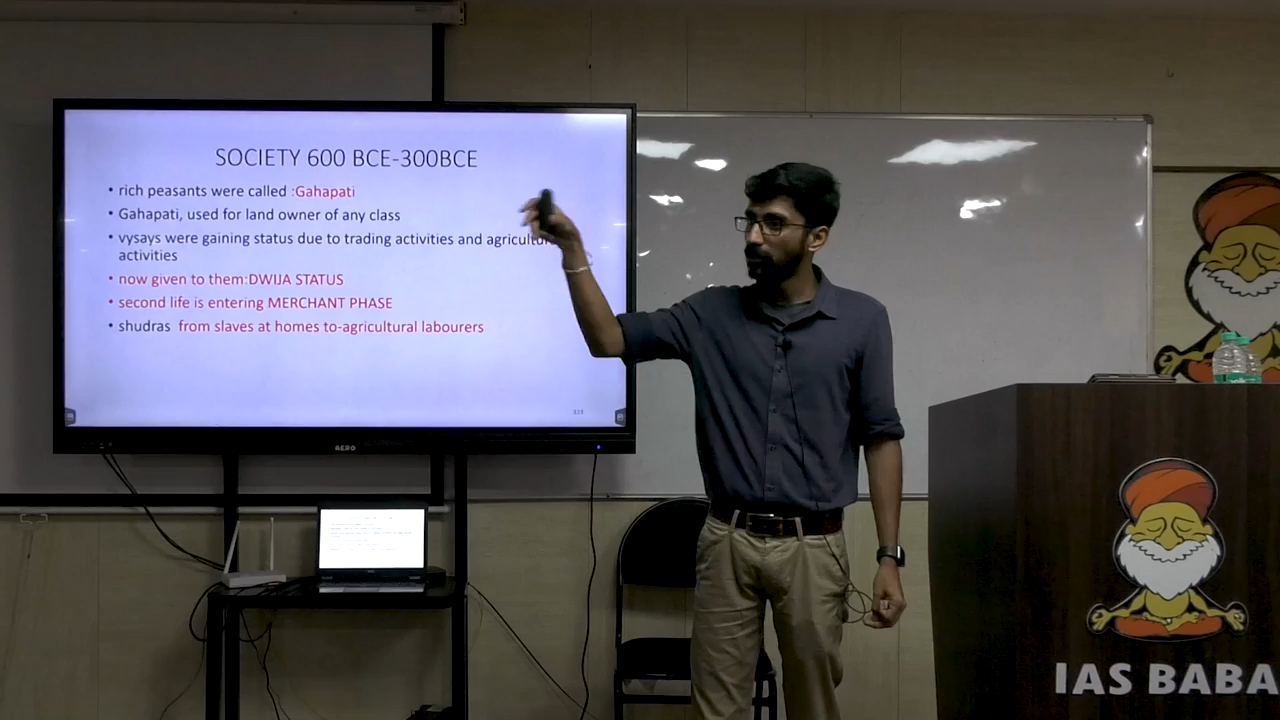 SOCIETY 600 BCE-300BCE
• rich peasants were called :Gahapati
• Gahapati, used for land owner of any class
• vysays were gaining status due to trading activities and agricultural
activities
• now given to them:DWIJA STATUS
• second life is entering MERCHANT PHASE
• shudras from slaves at homes to-agricultural labourers
AERO
IAS BABA